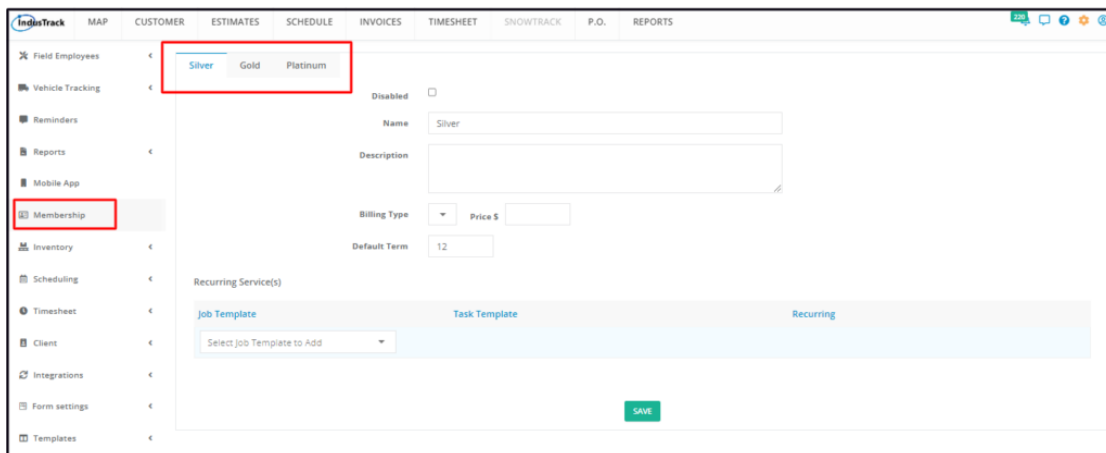 IndusTrack MAP CUSTOMER ESTIMATES SCHEDULE INVOICES TIMESHEET SNOWTRACK P.O. REPORTS 220
Field Employees
Vehicle Tracking
Reminders
Reports
Mobile App
Membership
Inventory
Scheduling
Timesheet
Client
Integrations
Form settings
Templates
Silver Gold Platinum
Disabled
Name Silver
Description
Billing Type Price $
Default Term 12
Recurring Service(s)
Job Template Task Template Recurring
Select Job Template to Add
SAVE